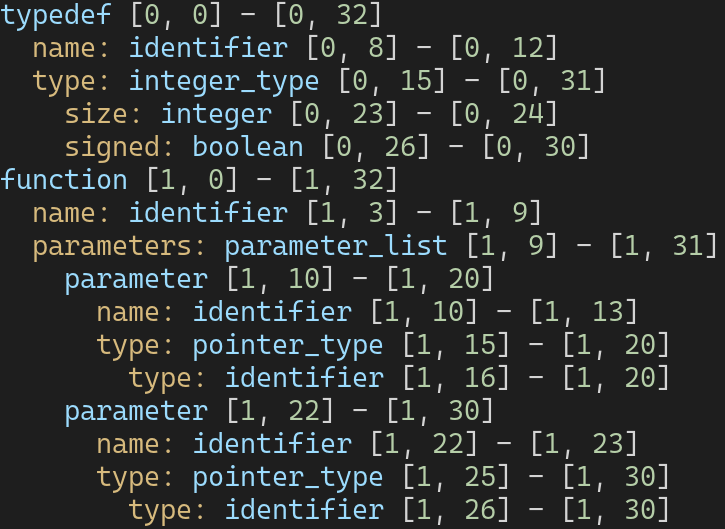 typedef [0, 0] - [0, 32]
  name: identifier [0, 8] - [0, 12]
  type: integer_type [0, 15] - [0, 31]
    size: integer [0, 23] - [0, 24]
    signed: boolean [0, 26] - [0, 30]
function [1, 0] - [1, 32]
  name: identifier [1, 3] - [1, 9]
  parameters: parameter_list [1, 9] - [1, 31]
    parameter [1, 10] - [1, 20]
      name: identifier [1, 10] - [1, 13]
      type: pointer_type [1, 15] - [1, 20]
        type: identifier [1, 16] - [1, 20]
    parameter [1, 22] - [1, 30]
      name: identifier [1, 22] - [1, 23]
      type: pointer_type [1, 25] - [1, 30]
        type: identifier [1, 26] - [1, 30]